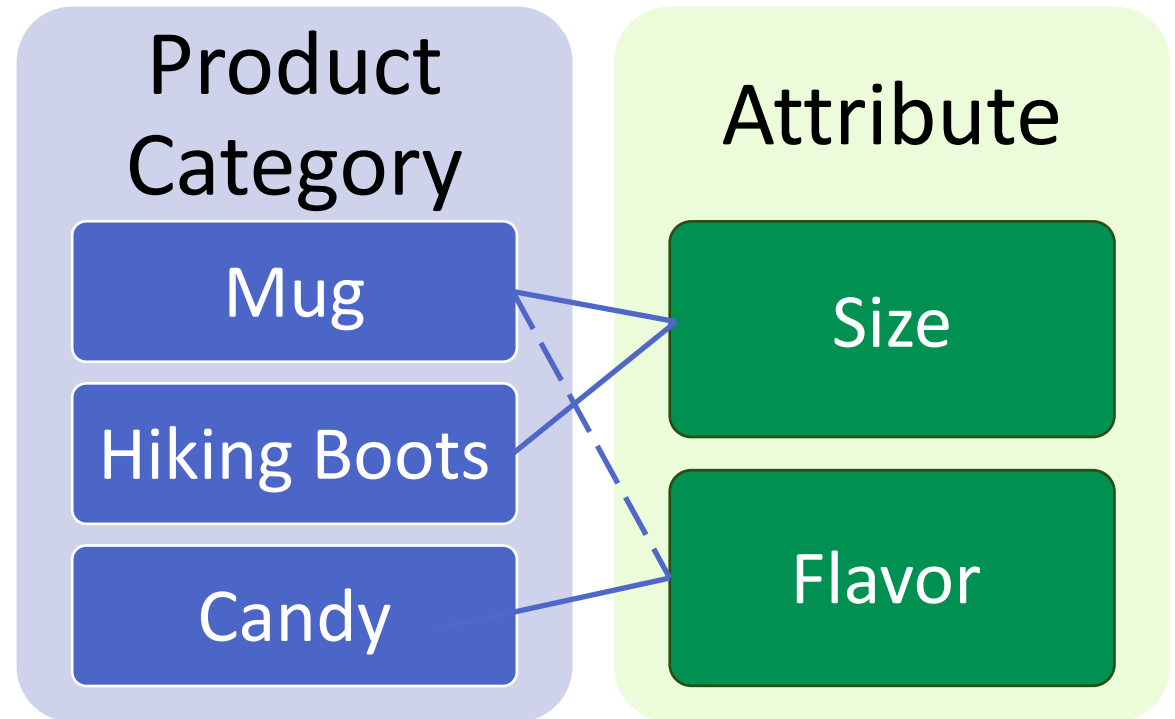 Product
Category
Mug
Hiking Boots
Candy
Attribute
Size
Flavor